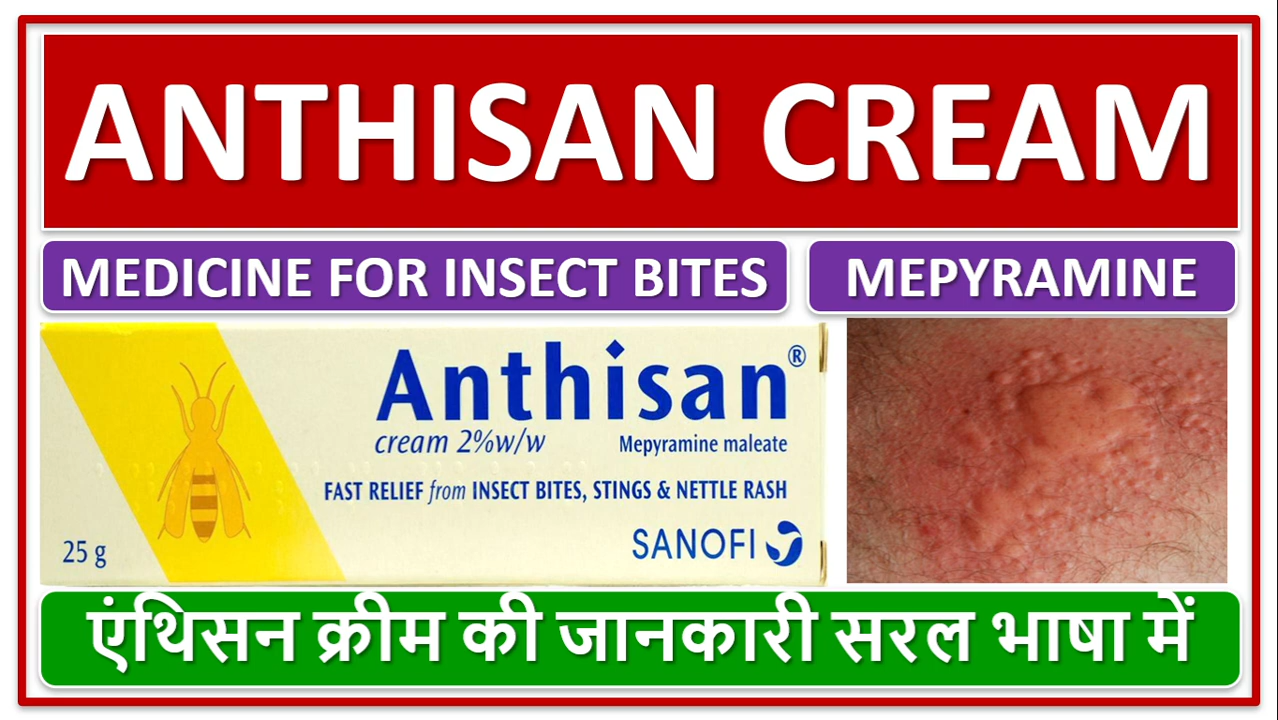 ANTHISAN CREAM
MEDICINE FOR INSECT BITES
MEPYRAMINE
Anthisan®
cream 2%w/w
Mepyramine maleate
FAST RELIEF from INSECT BITES, STINGS & NETTLE RASH
SANOFI
25 g
एंथिसन क्रीम की जानकारी सरल भाषा में